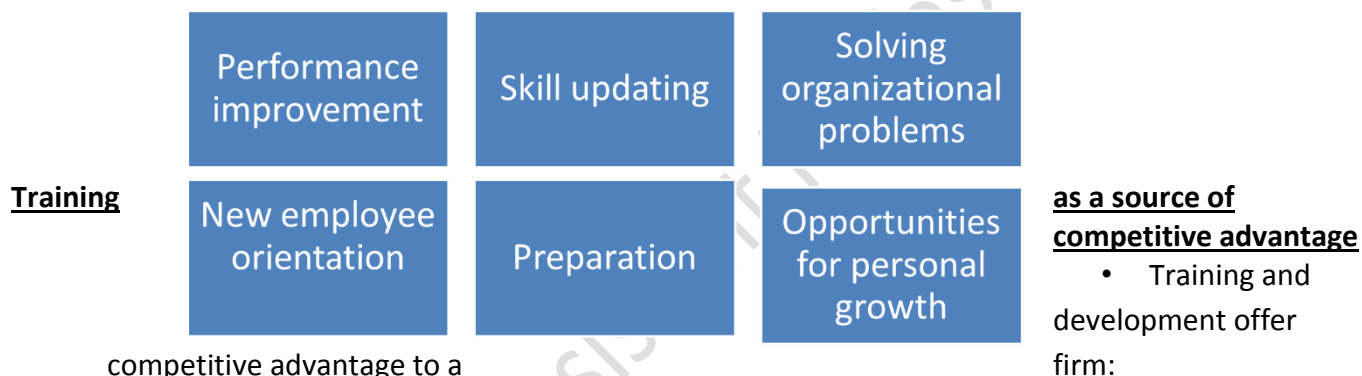 Performance
improvement
Skill updating
Solving
organizational
problems
New employee
orientation
Preparation
Opportunities
for personal
growth
Training as a source of
competitive advantage
• Training and
development offer
competitive advantage to a firm: